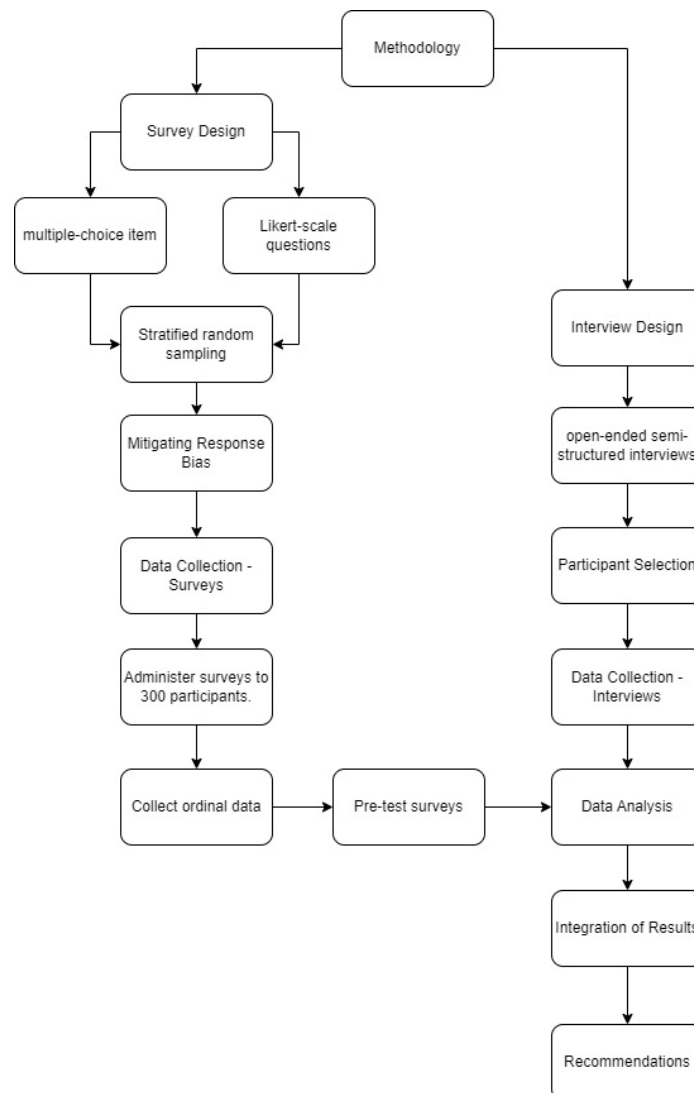 Methodology
Survey Design
multiple-choice item
Likert-scale
questions
Stratified random
sampling
Interview Design
Mitigating Response
Bias
open-ended semi-
structured interviews
Data Collection -
Surveys
Participant Selection
Administer surveys to
300 participants.
Data Collection -
Interviews
Collect ordinal data
Pre-test surveys
Data Analysis
Integration of Results
Recommendations